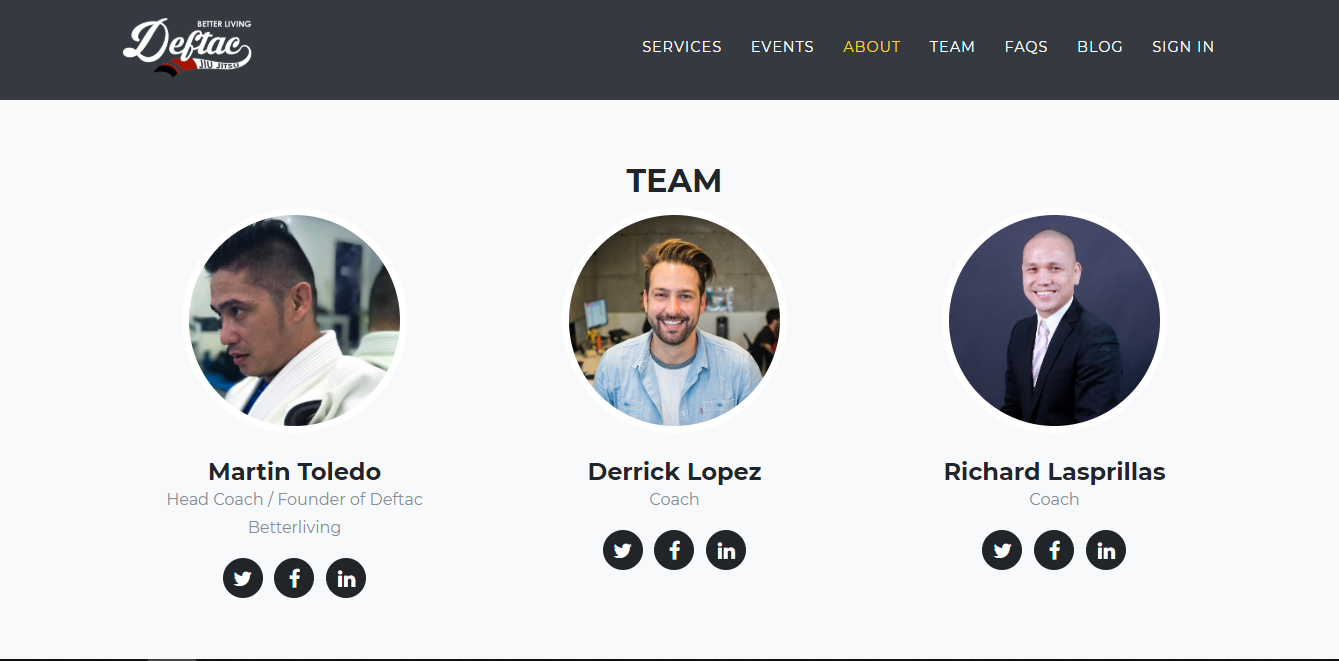 BETTER LIVING
Deftac
JIU JITSU
SERVICES EVENTS ABOUT TEAM FAQS BLOG SIGN IN
TEAM
Martin Toledo
Head Coach / Founder of Deftac
Betterliving
Derrick Lopez
Coach
Richard Lasprillas
Coach